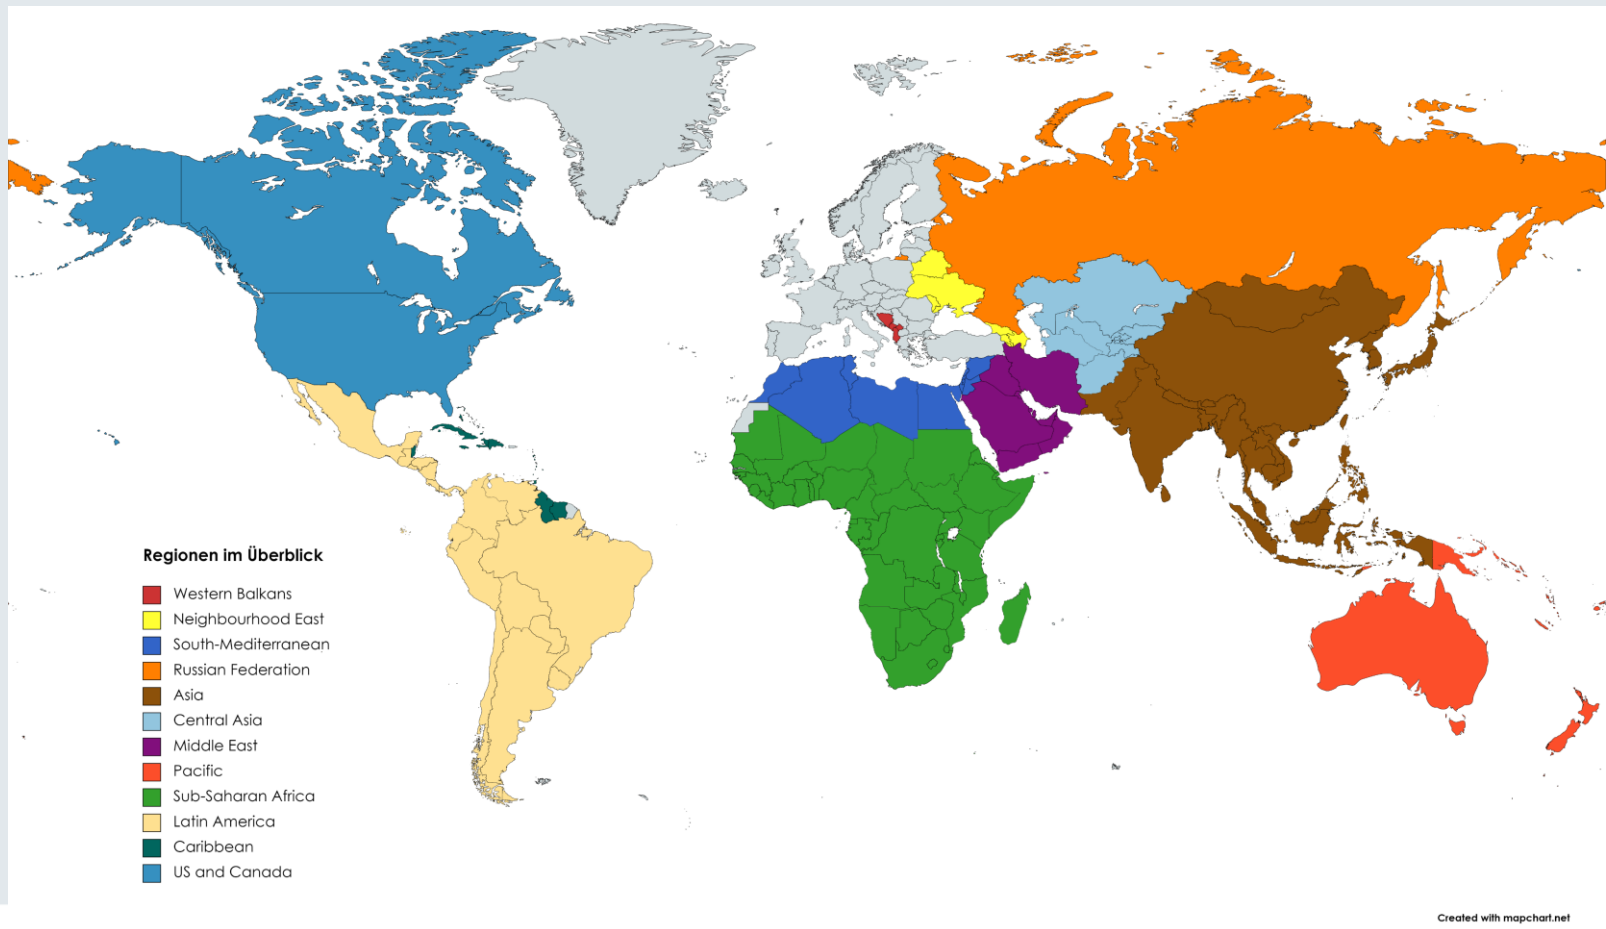 Regionen im Überblick
Western Balkans
Neighbourhood East
South-Mediterranean
Russian Federation
Asia
Central Asia
Middle East
Pacific
Sub-Saharan Africa
Latin America
Caribbean
US and Canada
Created with mapchart.net